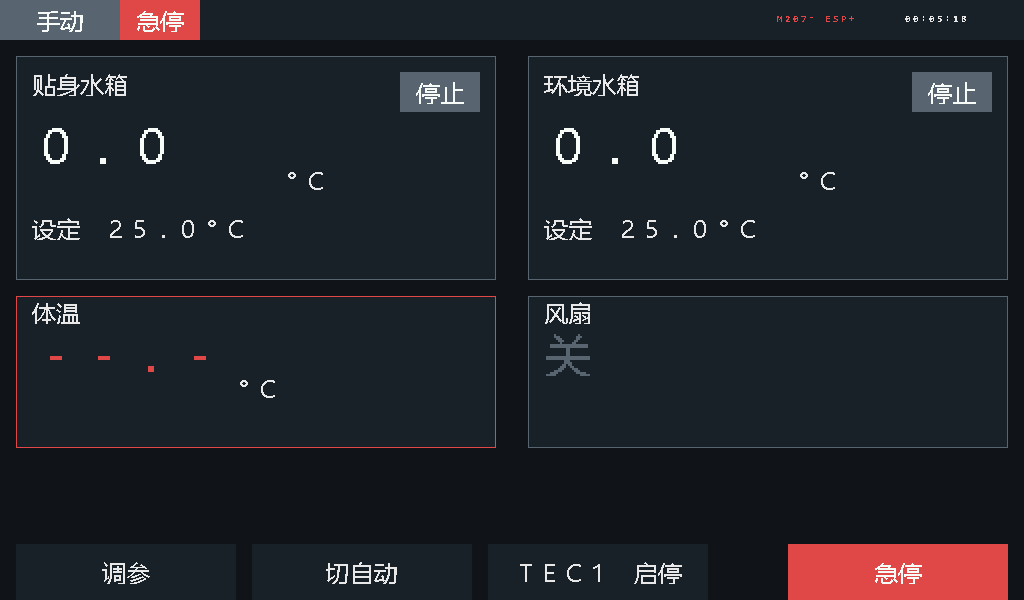 手动 急停 M207- ESP+ 00:05:18
贴身水箱 停止 环境水箱 停止
0.0 °C 0.0 °C
设定 25.0°C 设定 25.0°C
体温 风扇
--.- °C 关
调参 切自动 TEC1 启停 急停